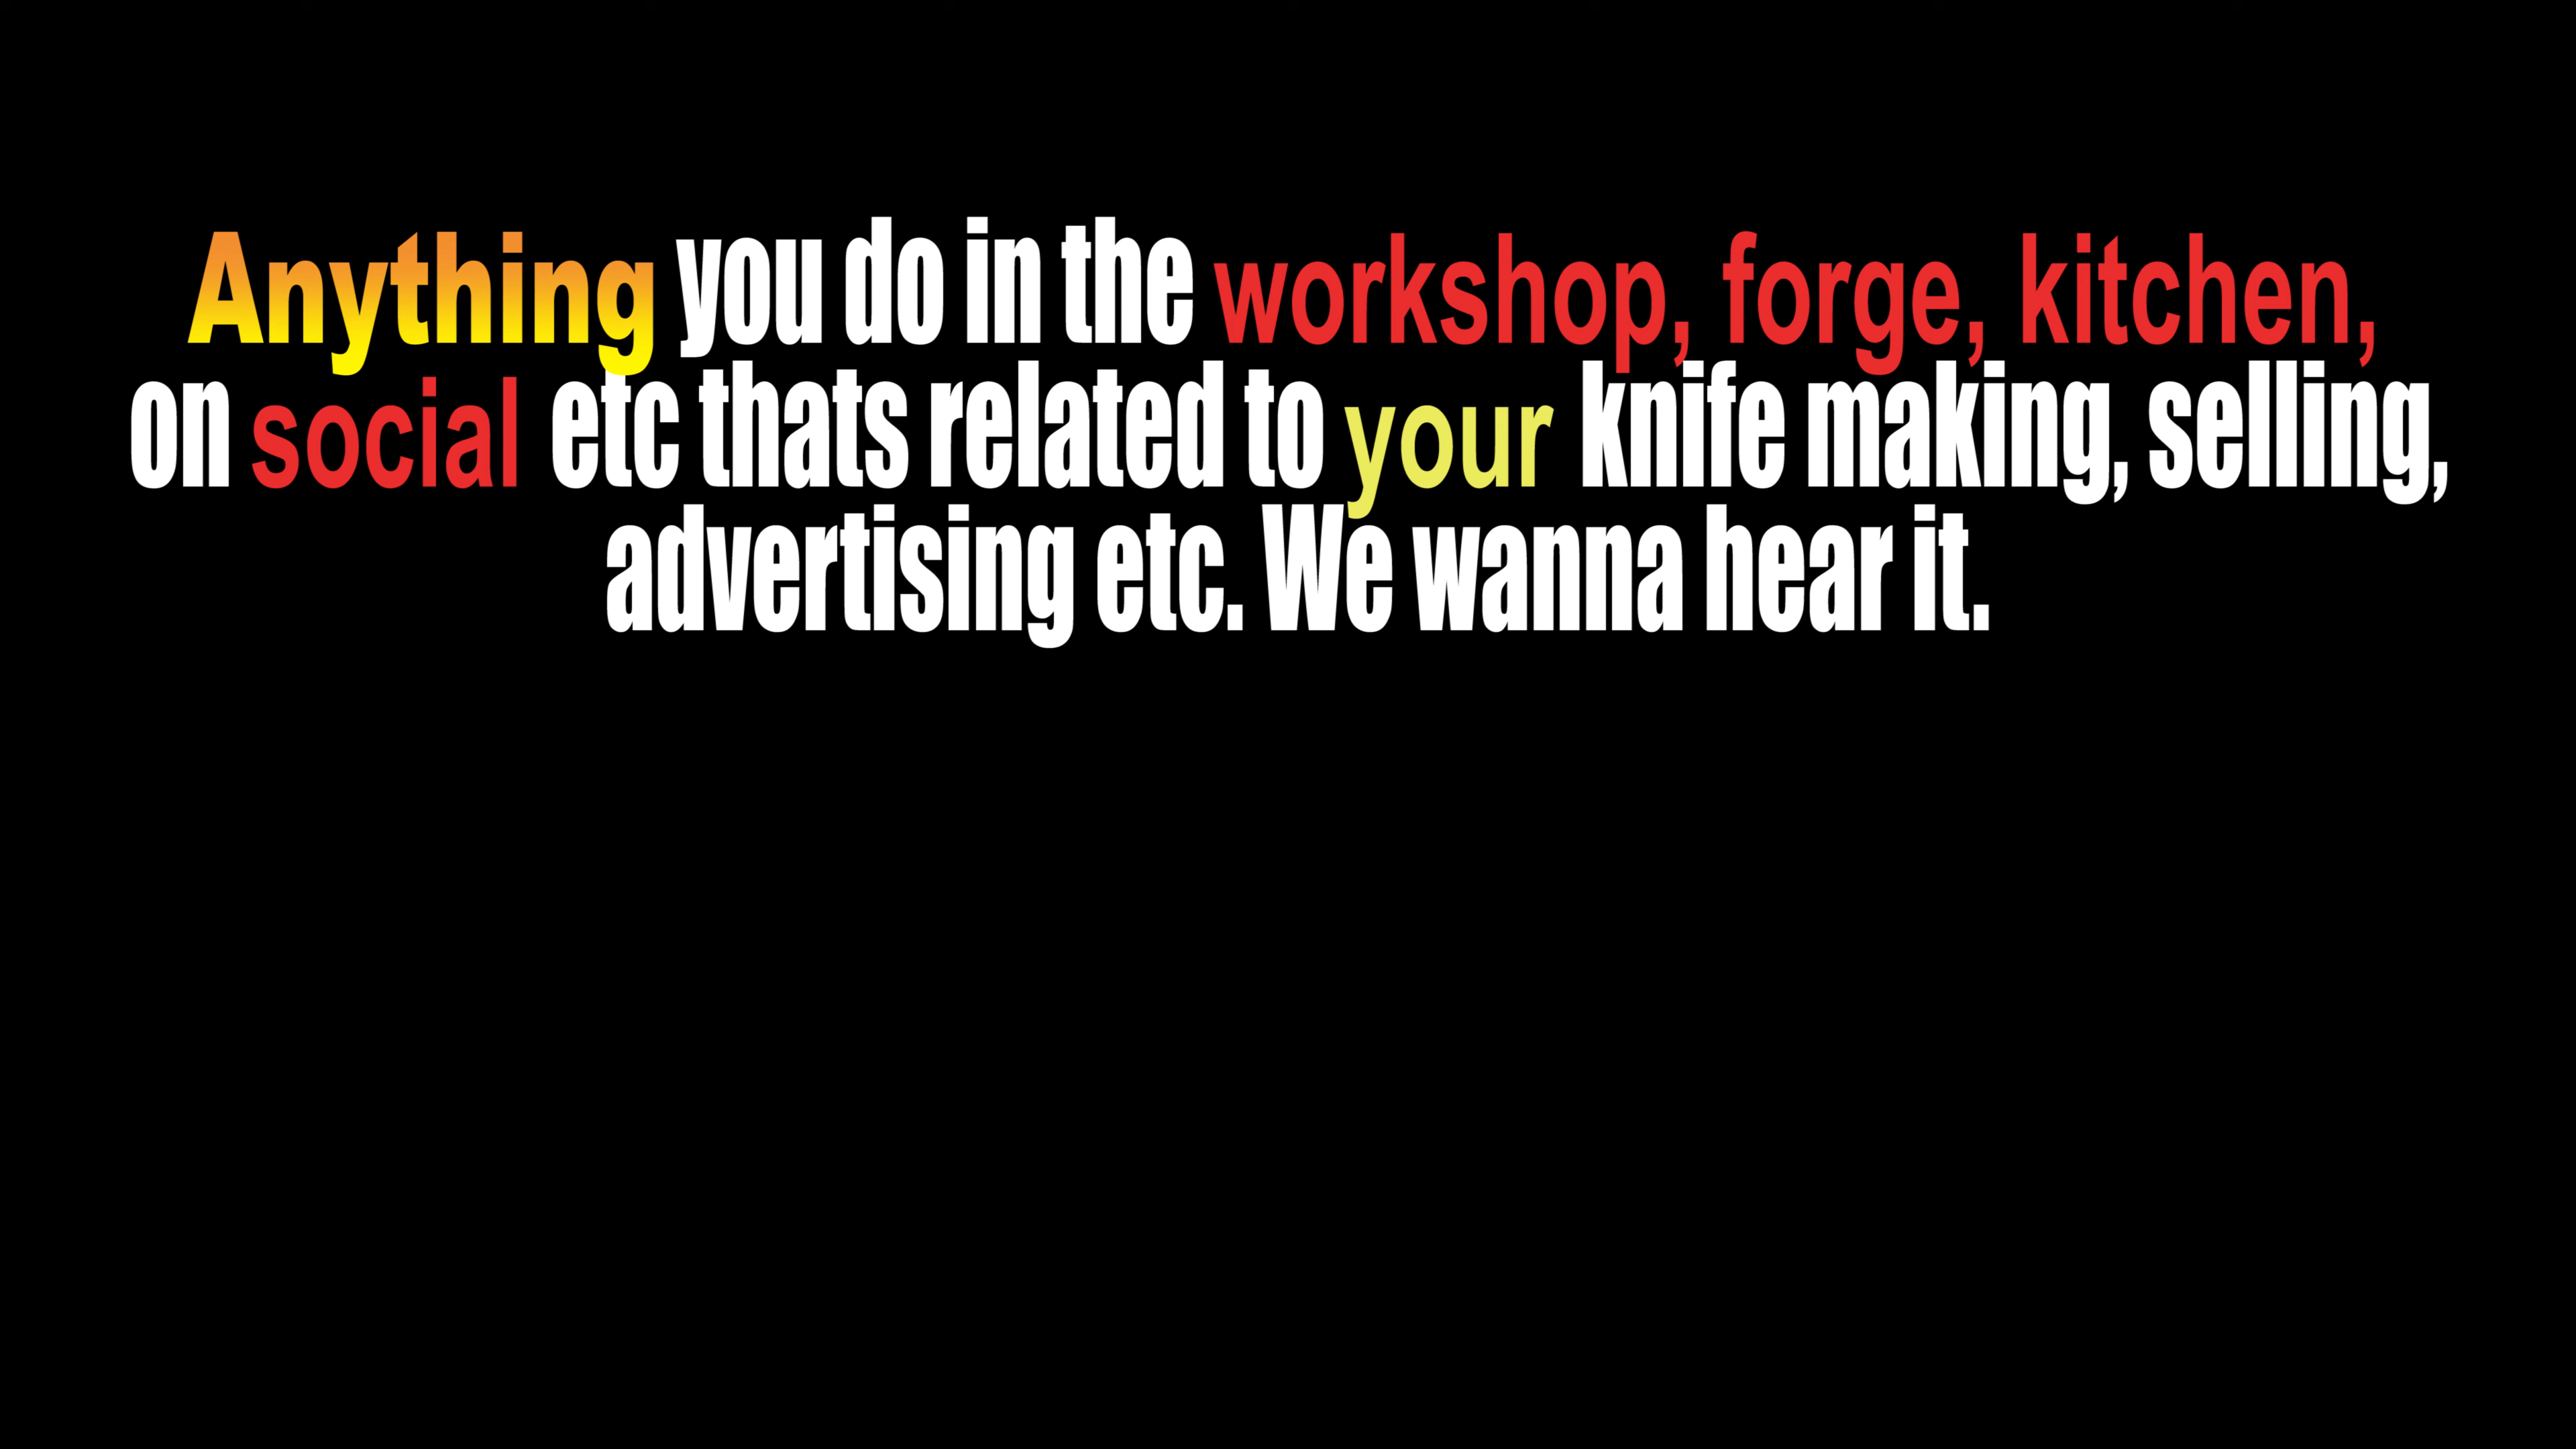 Anything you do in the workshop, forge, kitchen,
on social etc thats related to your knife making, selling,
advertising etc. We wanna hear it.